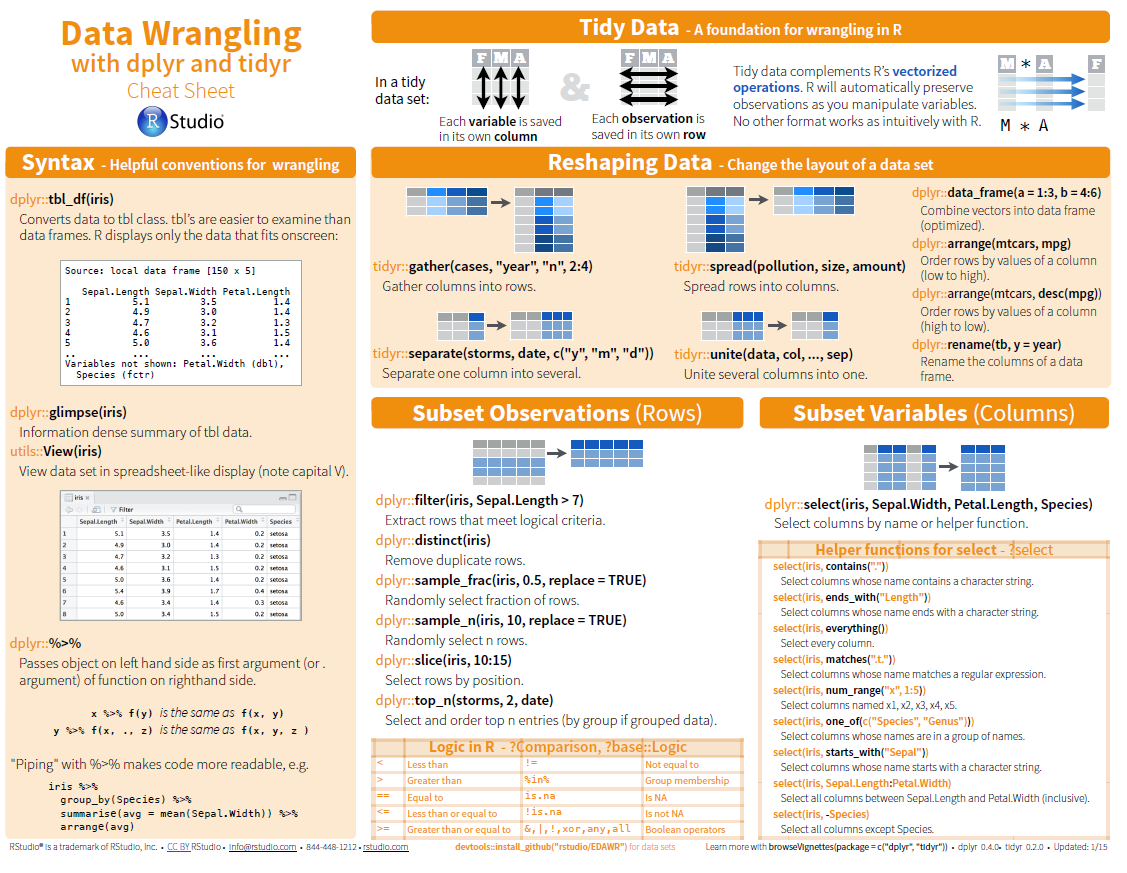 Data Wrangling
with dplyr and tidyr
Cheat Sheet
R Studio®
Tidy Data - A foundation for wrangling in R
In a tidy
data set:
F M A
&
F M A
Each variable is saved
in its own column
Each observation is
saved in its own row
Tidy data complements R's vectorized
operations. R will automatically preserve
observations as you manipulate variables.
No other format works as intuitively with R.
M * A F
M * A
Syntax - Helpful conventions for wrangling
dplyr::tbl_df(iris)
Converts data to tbl class. tbl's are easier to examine than
data frames. R displays only the data that fits onscreen:
Source: local data frame [150 x 5]
Sepal.Length Sepal.Width Petal.Length
1 5.1 3.5 1.4
2 4.9 3.0 1.4
3 4.7 3.2 1.3
4 4.6 3.1 1.5
5 5.0 3.6 1.4
.. ... ... ...
Variables not shown: Petal.Width (dbl),
Species (fctr)
dplyr::glimpse(iris)
Information dense summary of tbl data.
utils::View(iris)
View data set in spreadsheet-like display (note capital V).
iris ×
Filter
Sepal.Length Sepal.Width Petal.Length Petal.Width Species
1 5.1 3.5 1.4 0.2 setosa
2 4.9 3.0 1.4 0.2 setosa
3 4.7 3.2 1.3 0.2 setosa
4 4.6 3.1 1.5 0.2 setosa
5 5.0 3.6 1.4 0.2 setosa
6 5.4 3.9 1.7 0.4 setosa
7 4.6 3.4 1.4 0.3 setosa
8 5.0 3.4 1.5 0.2 setosa
dplyr::%>%
Passes object on left hand side as first argument (or .
argument) of function on righthand side.
x %>% f(y) is the same as f(x, y)
y %>% f(x, ., z) is the same as f(x, y, z )
"Piping" with %>% makes code more readable, e.g.
iris %>%
group_by(Species) %>%
summarise(avg = mean(Sepal.Width)) %>%
arrange(avg)
Reshaping Data - Change the layout of a data set
tidyr::gather(cases, "year", "n", 2:4)
Gather columns into rows.
tidyr::spread(pollution, size, amount)
Spread rows into columns.
tidyr::separate(storms, date, c("y", "m", "d"))
Separate one column into several.
tidyr::unite(data, col, ..., sep)
Unite several columns into one.
dplyr::data_frame(a = 1:3, b = 4:6)
Combine vectors into data frame
(optimized).
dplyr::arrange(mtcars, mpg)
Order rows by values of a column
(low to high).
dplyr::arrange(mtcars, desc(mpg))
Order rows by values of a column
(high to low).
dplyr::rename(tb, y = year)
Rename the columns of a data
frame.
Subset Observations (Rows)
dplyr::filter(iris, Sepal.Length > 7)
Extract rows that meet logical criteria.
dplyr::distinct(iris)
Remove duplicate rows.
dplyr::sample_frac(iris, 0.5, replace = TRUE)
Randomly select fraction of rows.
dplyr::sample_n(iris, 10, replace = TRUE)
Randomly select n rows.
dplyr::slice(iris, 10:15)
Select rows by position.
dplyr::top_n(storms, 2, date)
Select and order top n entries (by group if grouped data).
Logic in R - ?Comparison, ?base::Logic
< Less than != Not equal to
> Greater than %in% Group membership
== Equal to is.na Is NA
<= Less than or equal to !is.na Is not NA
>= Greater than or equal to &,|,!,xor,any,all Boolean operators
Subset Variables (Columns)
dplyr::select(iris, Sepal.Width, Petal.Length, Species)
Select columns by name or helper function.
Helper functions for select - ?select
select(iris, contains("."))
Select columns whose name contains a character string.
select(iris, ends_with("Length"))
Select columns whose name ends with a character string.
select(iris, everything())
Select every column.
select(iris, matches(".t."))
Select columns whose name matches a regular expression.
select(iris, num_range("x", 1:5))
Select columns named x1, x2, x3, x4, x5.
select(iris, one_of(c("Species", "Genus")))
Select columns whose names are in a group of names.
select(iris, starts_with("Sepal"))
Select columns whose name starts with a character string.
select(iris, Sepal.Length:Petal.Width)
Select all columns between Sepal.Length and Petal.Width (inclusive).
select(iris, -Species)
Select all columns except Species.
RStudio® is a trademark of RStudio, Inc. • CC BY RStudio • info@rstudio.com • 844-448-1212 • rstudio.com
devtools::install_github("rstudio/EDAWR") for data sets
Learn more with browseVignettes(package = c("dplyr", "tidyr")) • dplyr 0.4.0• tidyr 0.2.0 • Updated: 1/15